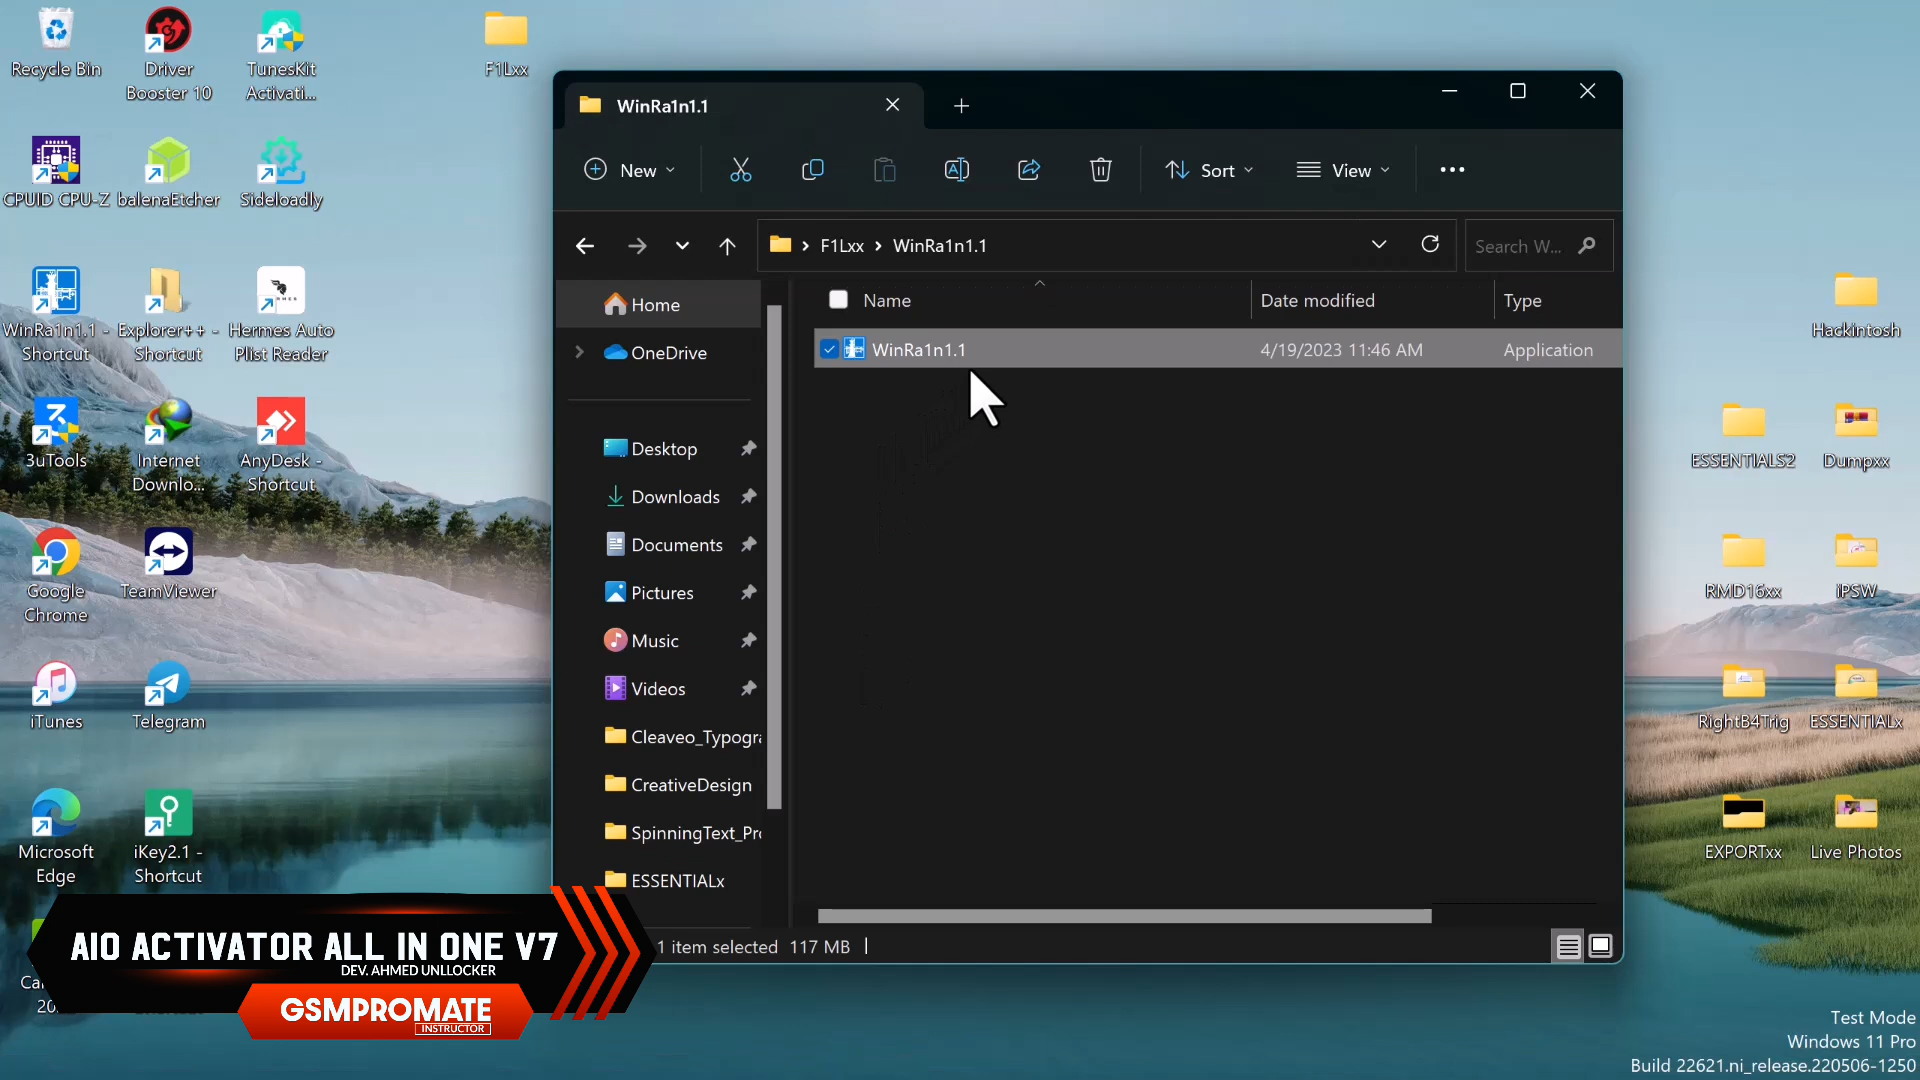 Recycle Bin
Driver
Booster 10
TunesKit
Activati...
F1Lxx
CPUID CPU-Z
balenaEtcher
Sideloadly
WinRa1n1.1 -
Shortcut
Explorer++ -
Shortcut
Hermes Auto
Plist Reader
3uTools
Internet
Downlo...
AnyDesk -
Shortcut
Google
Chrome
TeamViewer
iTunes
Telegram
Microsoft
Edge
iKey2.1 -
Shortcut
WinRa1n1.1
New
Sort
View
F1Lxx > WinRa1n1.1
Search W...
Home
OneDrive
Desktop
Downloads
Documents
Pictures
Music
Videos
Cleaveo_Typogra
CreativeDesign
SpinningText_Pro
ESSENTIALx
Name
Date modified
Type
WinRa1n1.1
4/19/2023 11:46 AM
Application
1 item selected
117 MB
Hackintosh
ESSENTIALS2
Dumpxx
RMD16xx
iPSW
RightB4Trig
ESSENTIALx
EXPORTxx
Live Photos
AIO ACTIVATOR ALL IN ONE V7
DEV. AHMED UNLLOCKER
GSMPROMATE
INSTRUCTOR
Test Mode
Windows 11 Pro
Build 22621.ni_release.220506-1250